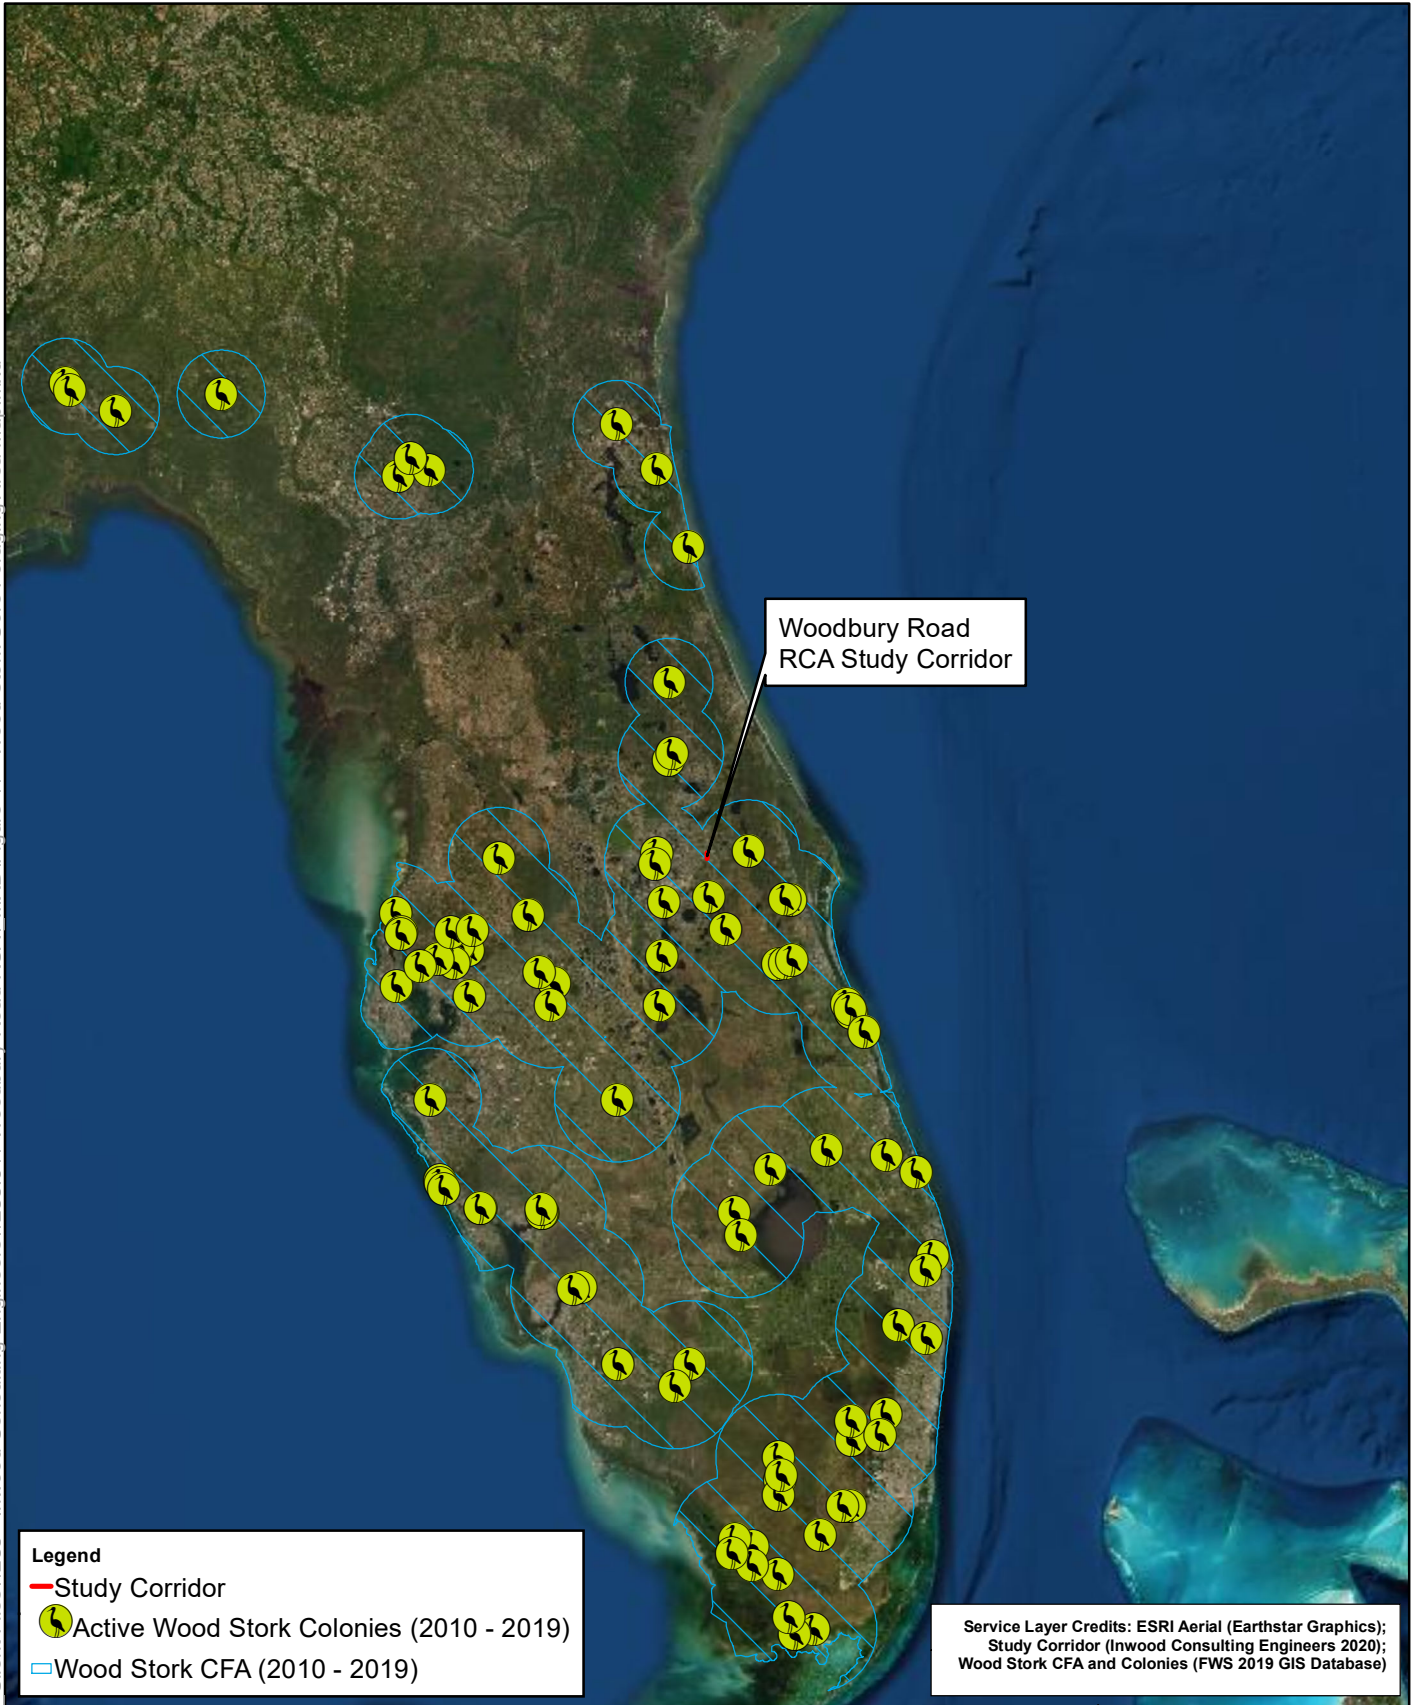 Woodbury Road
RCA Study Corridor
Legend
Study Corridor
Active Wood Stork Colonies (2010 - 2019)
Wood Stork CFA (2010 - 2019)
Service Layer Credits: ESRI Aerial (Earthstar Graphics);
Study Corridor (Inwood Consulting Engineers 2020);
Wood Stork CFA and Colonies (FWS 2019 GIS Database)